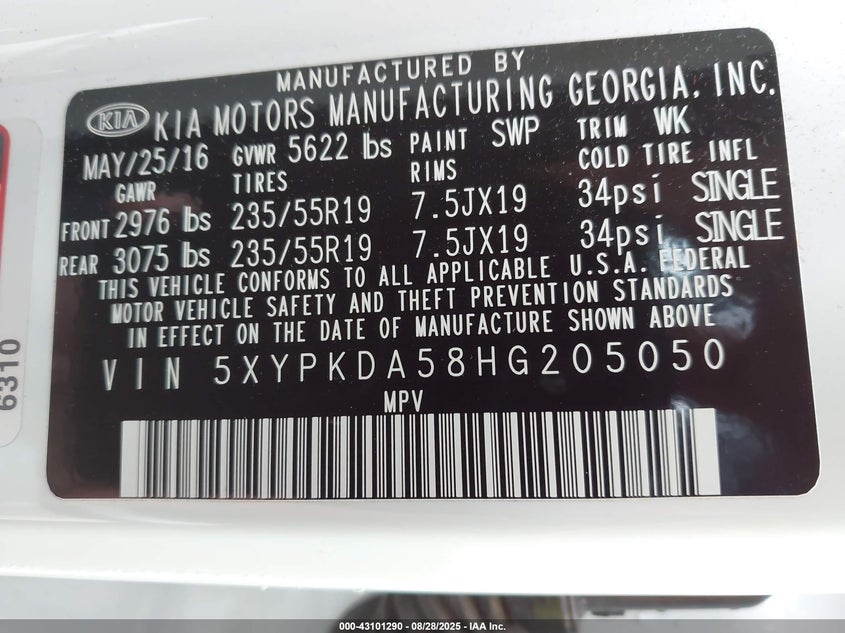 MANUFACTURED BY
KIA KIA MOTORS MANUFACTURING GEORGIA, INC.
MAY/25/16 GVWR 5622 lbs PAINT SWP TRIM WK
GAWR TIRES RIMS COLD TIRE INFL
FRONT 2976 lbs 235/55R19 7.5JX19 34psi SINGLE
REAR 3075 lbs 235/55R19 7.5JX19 34psi SINGLE
THIS VEHICLE CONFORMS TO ALL APPLICABLE U.S.A. FEDERAL
MOTOR VEHICLE SAFETY AND THEFT PREVENTION STANDARDS
IN EFFECT ON THE DATE OF MANUFACTURE SHOWN ABOVE
VIN 5XYPKDA58HG205050
MPV
6310
000-43101290 - 08/28/2025 - IAA Inc.